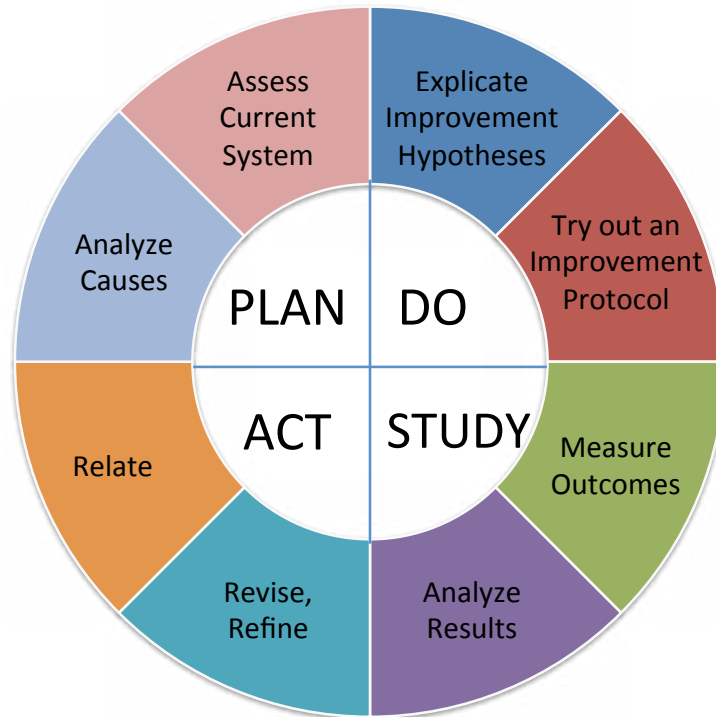 Assess
Current
System
Explicate
Improvement
Hypotheses
Analyze
Causes
Try out an
Improvement
Protocol
PLAN
DO
ACT
STUDY
Relate
Measure
Outcomes
Revise,
Refine
Analyze
Results